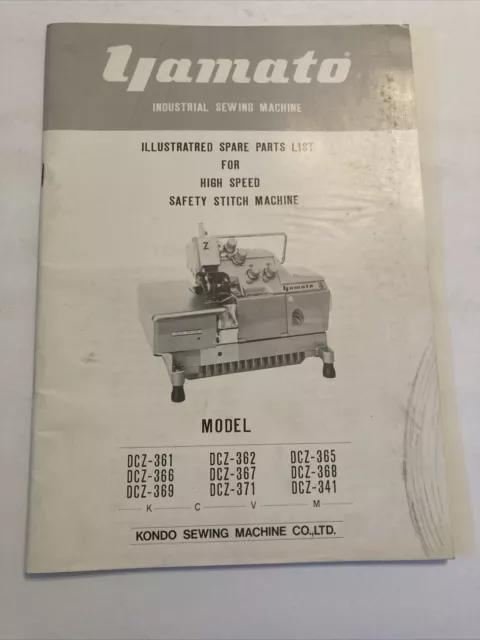 Yamato
INDUSTRIAL SEWING MACHINE
ILLUSTRATRED SPARE PARTS LIST
FOR
HIGH SPEED
SAFETY STITCH MACHINE
Z
Yamato
MODEL
DCZ-361 DCZ-362 DCZ-365
DCZ-366 DCZ-367 DCZ-368
DCZ-369 DCZ-371 DCZ-341
K C V M
KONDO SEWING MACHINE CO.,LTD.